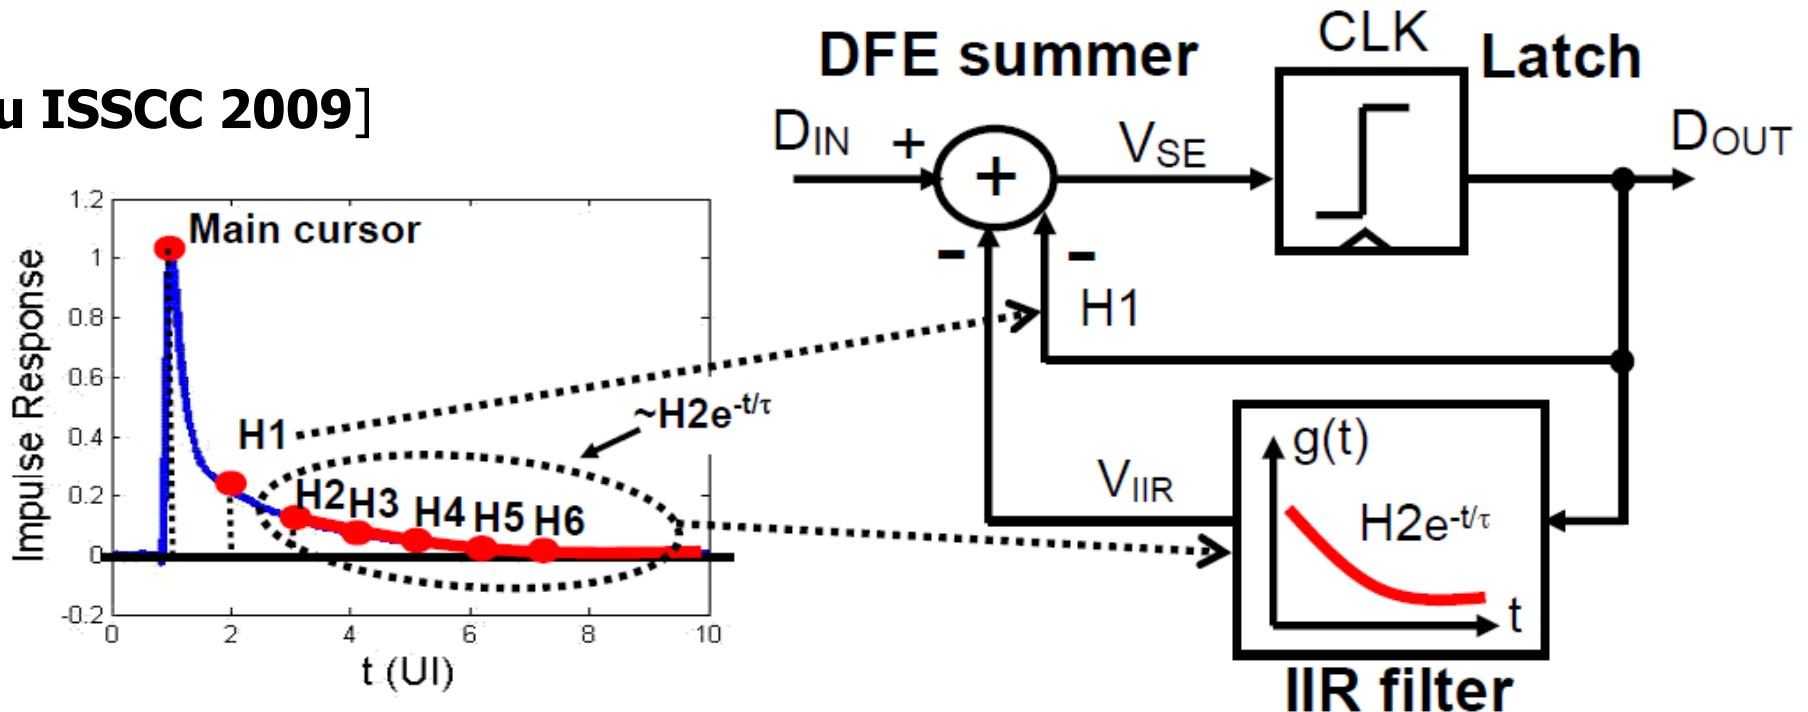 u ISSCC 2009]
1.2
1
0.8
0.6
0.4
0.2
0
-0.2
0 2 4 6 8 10
Impulse Response
t (UI)
Main cursor
H1
H2 H3 H4 H5 H6
~H2e-t/τ
DFE summer
CLK
Latch
DIN
+
+
VSE
DOUT
-
-
H1
VIIR
g(t)
H2e-t/τ
t
IIR filter